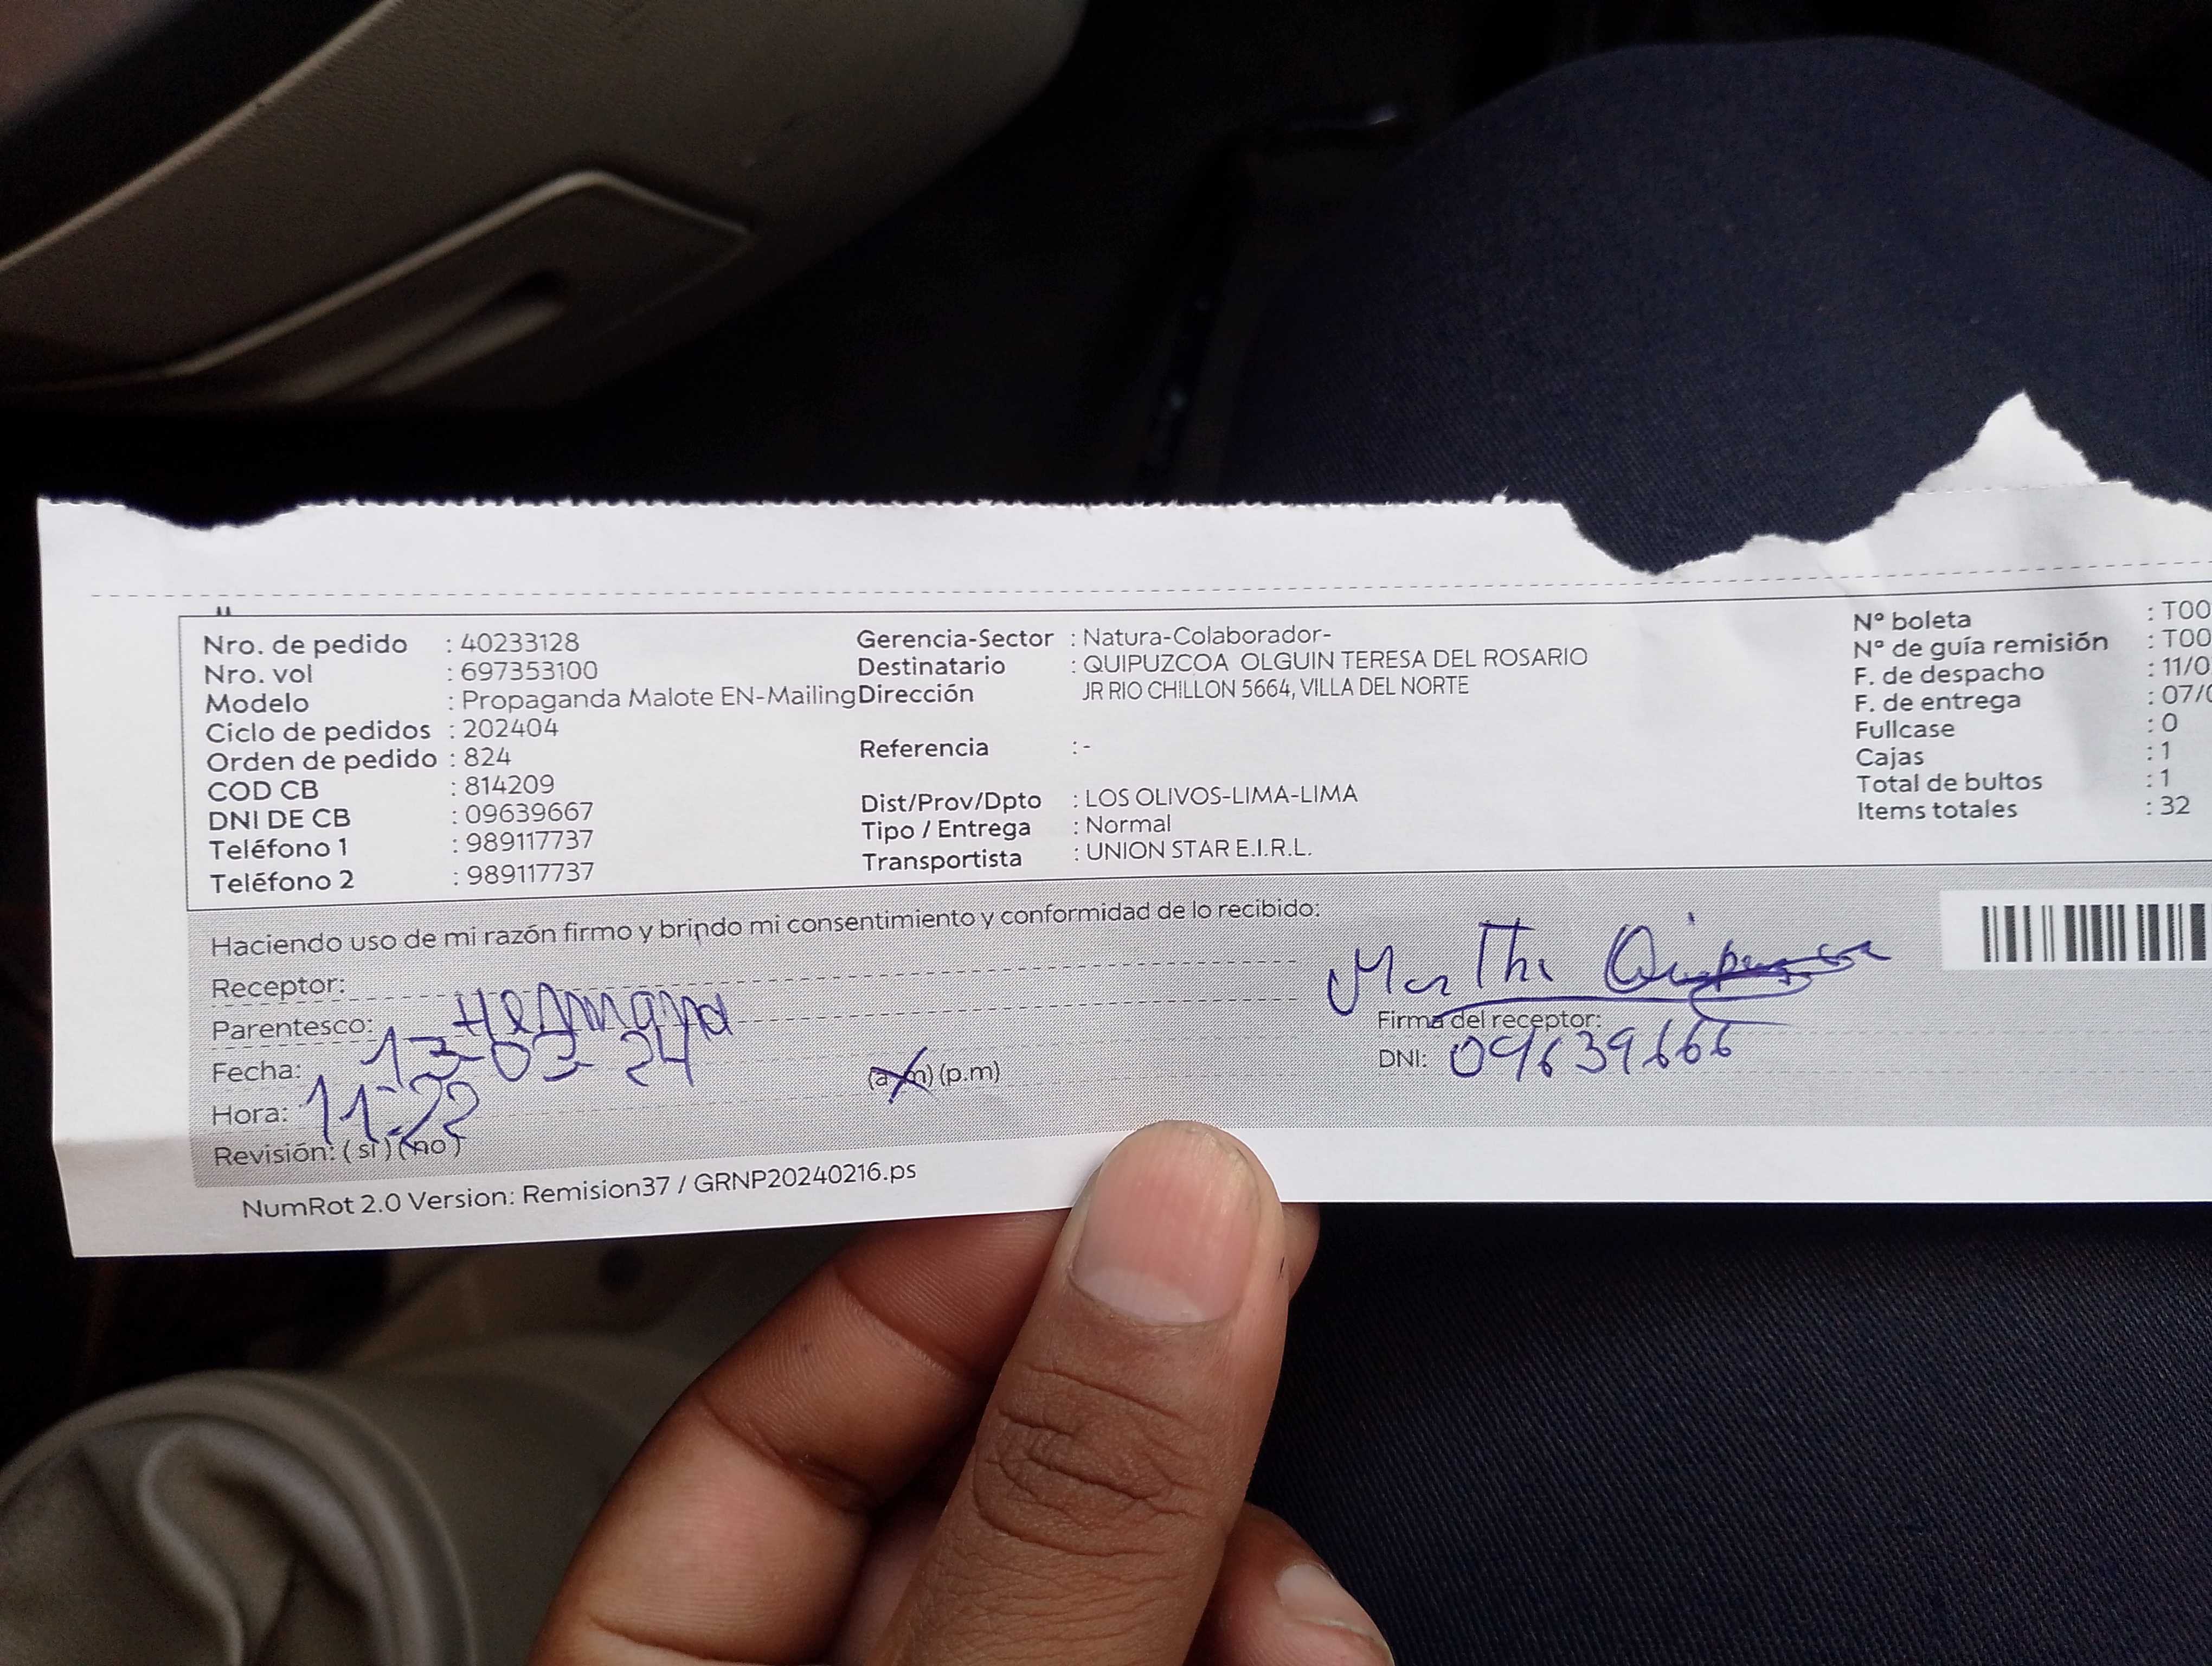 Nro. de pedido : 40233128
Nro. vol : 697353100
Modelo : Propaganda Malote EN-Mailing
Ciclo de pedidos : 202404
Orden de pedido : 824
COD CB : 814209
DNI DE CB : 09639667
Teléfono 1 : 989117737
Teléfono 2 : 989117737
Gerencia-Sector : Natura-Colaborador-
Destinatario : QUIPUZCOA OLGUIN TERESA DEL ROSARIO
Dirección JR RIO CHILLON 5664, VILLA DEL NORTE
Referencia : -
Dist/Prov/Dpto : LOS OLIVOS-LIMA-LIMA
Tipo / Entrega : Normal
Transportista : UNION STAR E.I.R.L.
N° boleta : T00
N° de guía remisión : T00
F. de despacho : 11/0
F. de entrega : 07/0
Fullcase : 0
Cajas : 1
Total de bultos : 1
Items totales : 32
Haciendo uso de mi razón firmo y brindo mi consentimiento y conformidad de lo recibido:
Receptor:
Parentesco: Hermana
Fecha: 13-03-24
Hora: 11:22 (a.m) (p.m)
Revisión: (si) (no)
Martha
Firma del receptor:
DNI: 09639666
NumRot 2.0 Version: Remision37 / GRNP20240216.ps